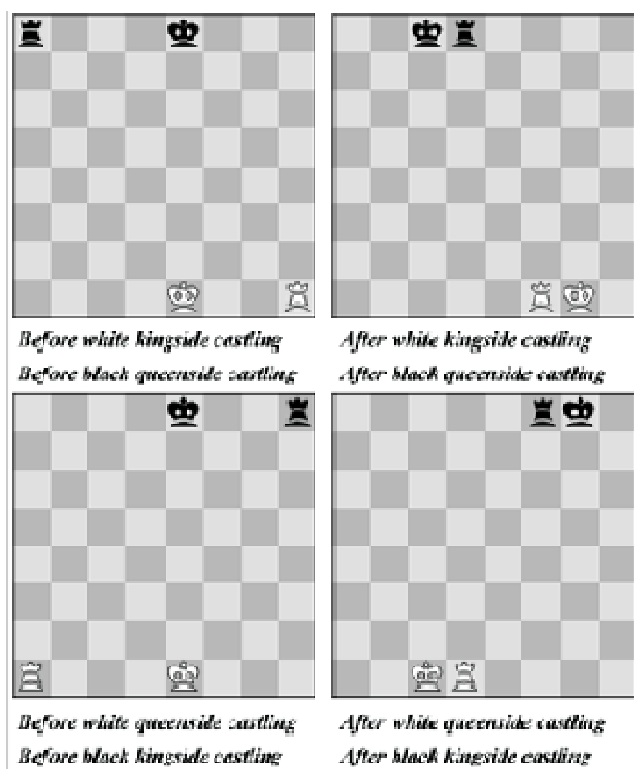 Before white kingside castling
Before black queenside castling
After white kingside castling
After black queenside castling
Before white queenside castling
Before black kingside castling
After white queenside castling
After black kingside castling